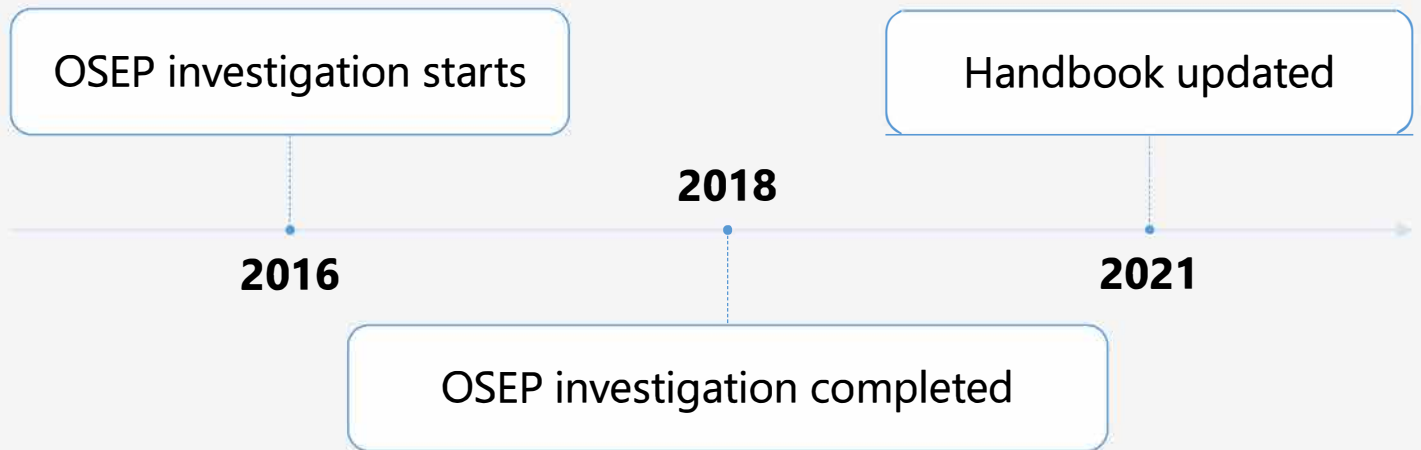 OSEP investigation starts
Handbook updated
2018
2016
2021
OSEP investigation completed